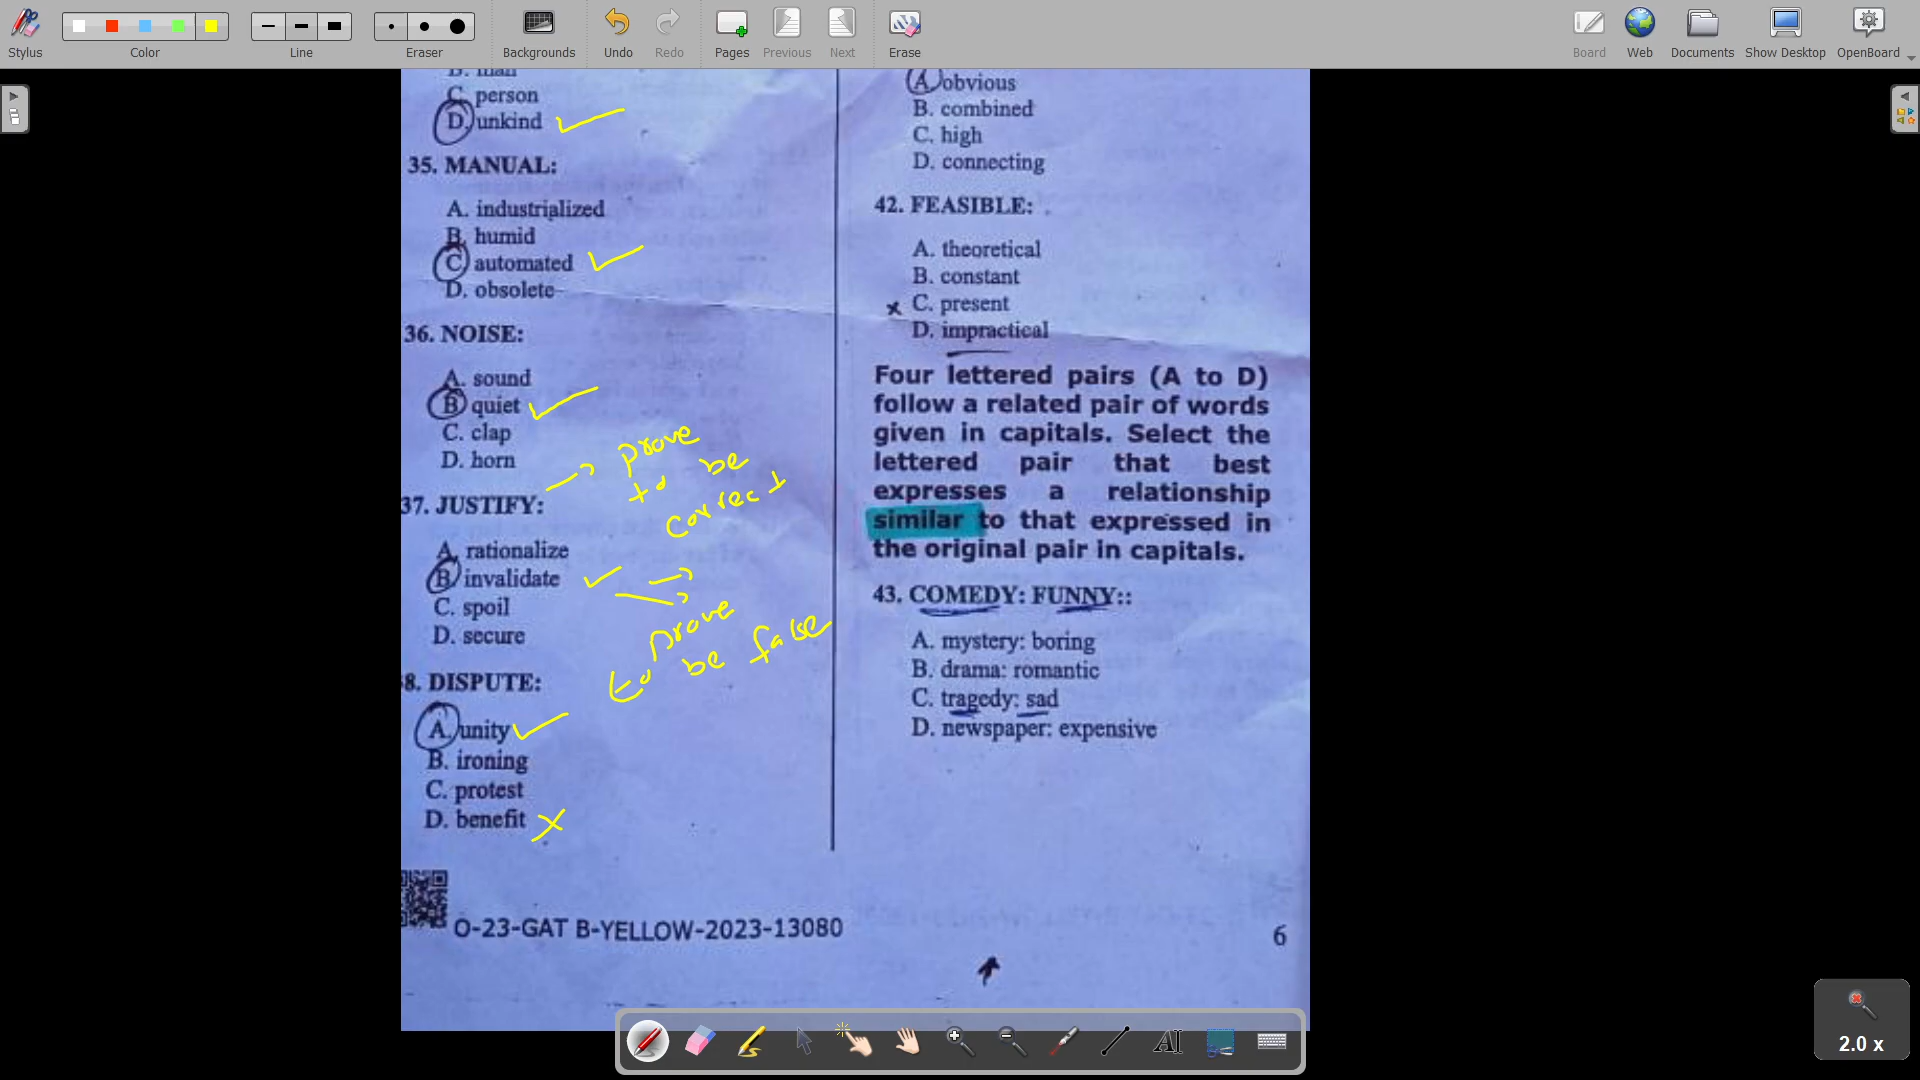 Stylus
Color
Line
Eraser
Backgrounds
Undo
Redo
Pages
Previous
Next
Erase
Board
Web
Documents
Show Desktop
OpenBoard
B. man
C. person
D. unkind
35. MANUAL:
A. industrialized
B. humid
C. automated
D. obsolete
36. NOISE:
A. sound
B. quiet
C. clap
D. horn
prove
to be
correct
37. JUSTIFY:
A. rationalize
B. invalidate
C. spoil
D. secure
prove
to be false
8. DISPUTE:
A. unity
B. ironing
C. protest
D. benefit
O-23-GAT B-YELLOW-2023-13080
A. obvious
B. combined
C. high
D. connecting
42. FEASIBLE:
A. theoretical
B. constant
C. present
D. impractical
Four lettered pairs (A to D)
follow a related pair of words
given in capitals. Select the
lettered pair that best
expresses a relationship
similar to that expressed in
the original pair in capitals.
43. COMEDY: FUNNY::
A. mystery: boring
B. drama: romantic
C. tragedy: sad
D. newspaper: expensive
6
2.0 x